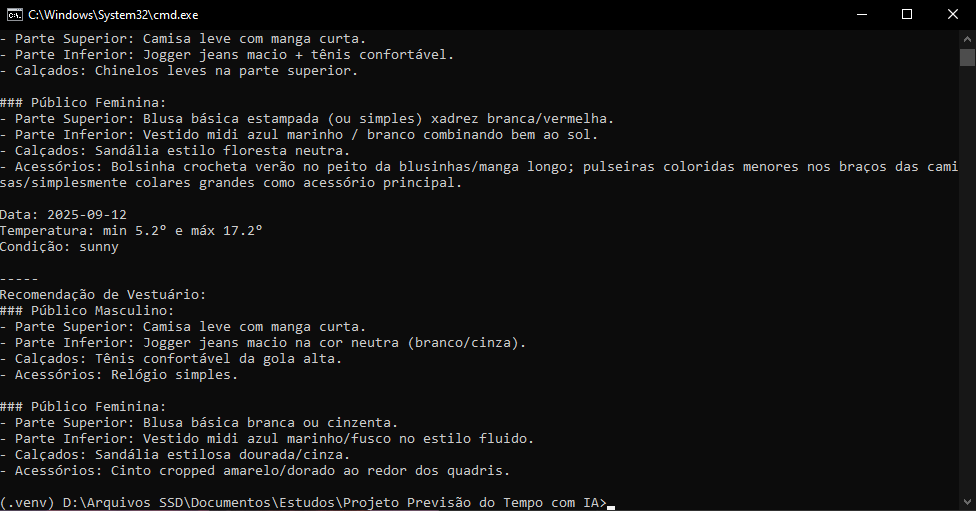 C:\Windows\System32\cmd.exe
- Parte Superior: Camisa leve com manga curta.
- Parte Inferior: Jogger jeans macio + tênis confortável.
- Calçados: Chinelos leves na parte superior.
### Público Feminina:
- Parte Superior: Blusa básica estampada (ou simples) xadrez branca/vermelha.
- Parte Inferior: Vestido midi azul marinho / branco combinando bem ao sol.
- Calçados: Sandália estilo floresta neutra.
- Acessórios: Bolsinha crocheta verão no peito da blusinhas/manga longo; pulseiras coloridas menores nos braços das cami
sas/simplesmente colares grandes como acessório principal.
Data: 2025-09-12
Temperatura: min 5.2° e máx 17.2°
Condição: sunny
-----
Recomendação de Vestuário:
### Público Masculino:
- Parte Superior: Camisa leve com manga curta.
- Parte Inferior: Jogger jeans macio na cor neutra (branco/cinza).
- Calçados: Tênis confortável da gola alta.
- Acessórios: Relógio simples.
### Público Feminina:
- Parte Superior: Blusa básica branca ou cinzenta.
- Parte Inferior: Vestido midi azul marinho/fusco no estilo fluido.
- Calçados: Sandália estilosa dourada/cinza.
- Acessórios: Cinto cropped amarelo/dorado ao redor dos quadris.
(.venv) D:\Arquivos SSD\Documentos\Estudos\Projeto Previsão do Tempo com IA>